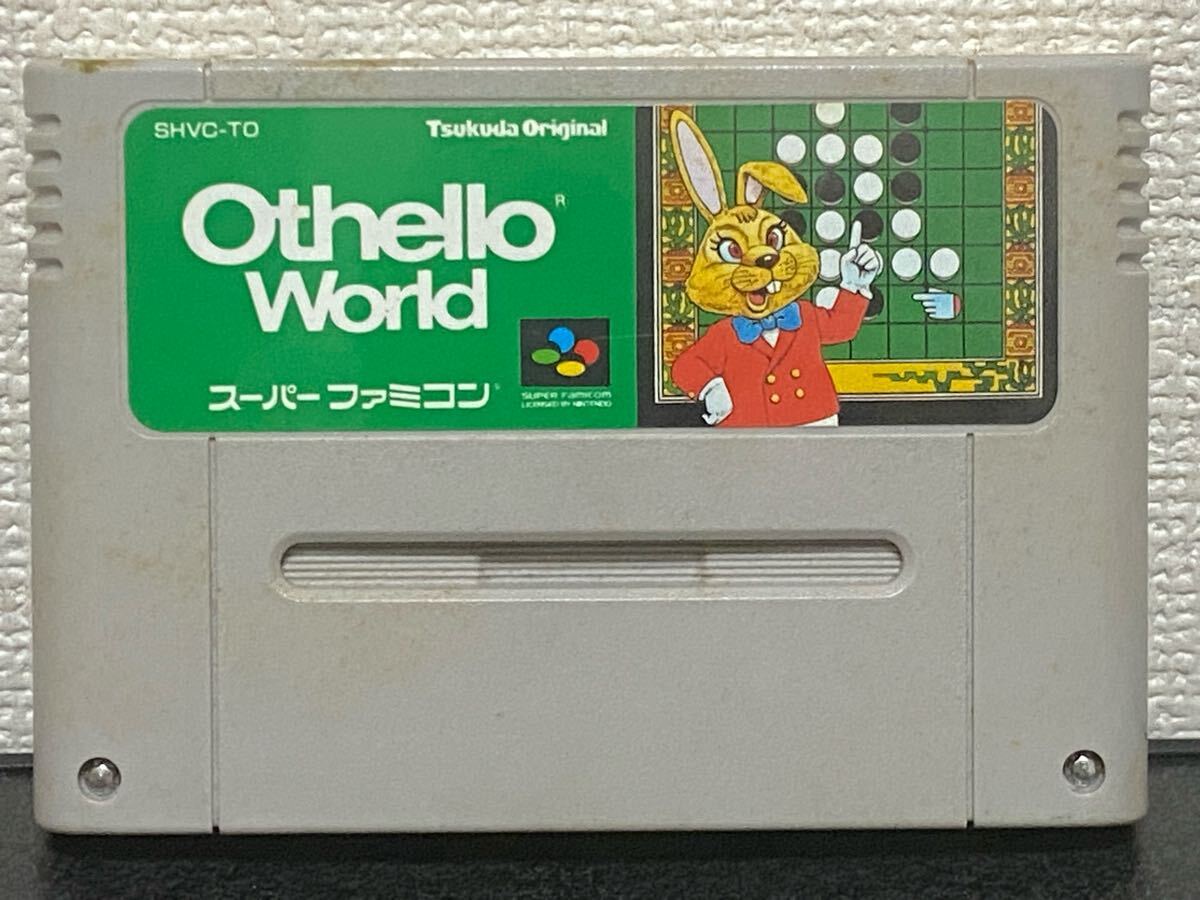 SHVC-TO
Tsukuda Original
Othello®
World
スーパーファミコン
SUPER Famicom
LICENSED BY NINTENDO